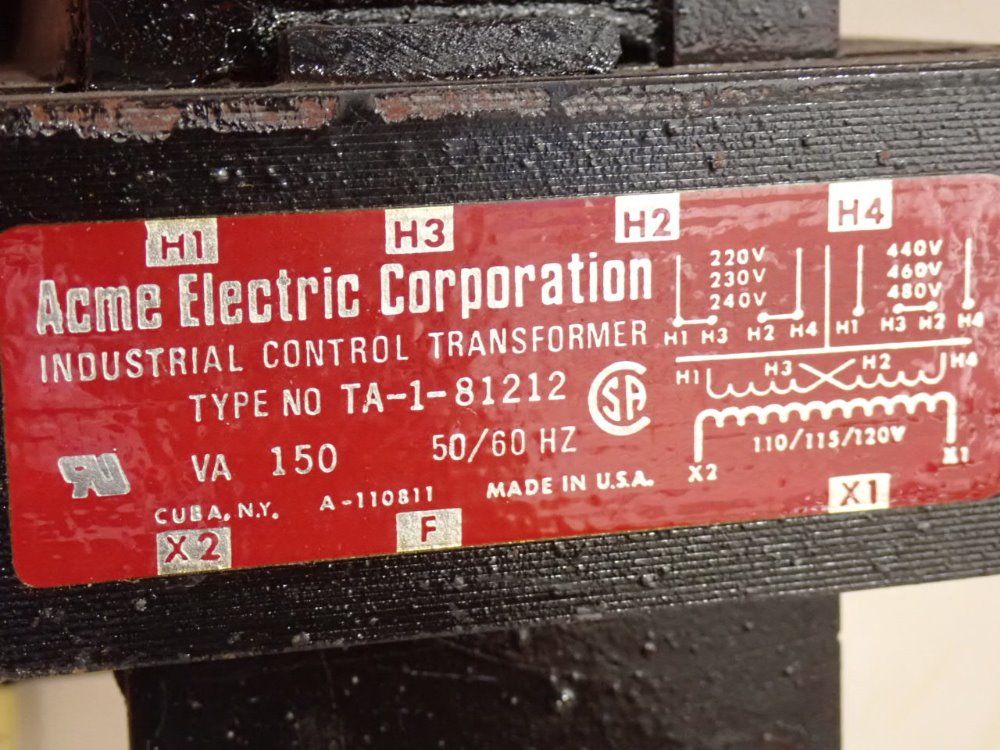 H1 H3 H2 H4
Acme Electric Corporation
INDUSTRIAL CONTROL TRANSFORMER
TYPE NO TA-1-81212
VA 150 50/60 HZ
CUBA, N.Y. A-110811 MADE IN U.S.A.
X2 F X1
220V
230V
240V
H1 H3 H2 H4
440V
460V
480V
H1 H3 H2 H4
H1 H3 H2 H4
110/115/120V
X2 X1
SA
RU